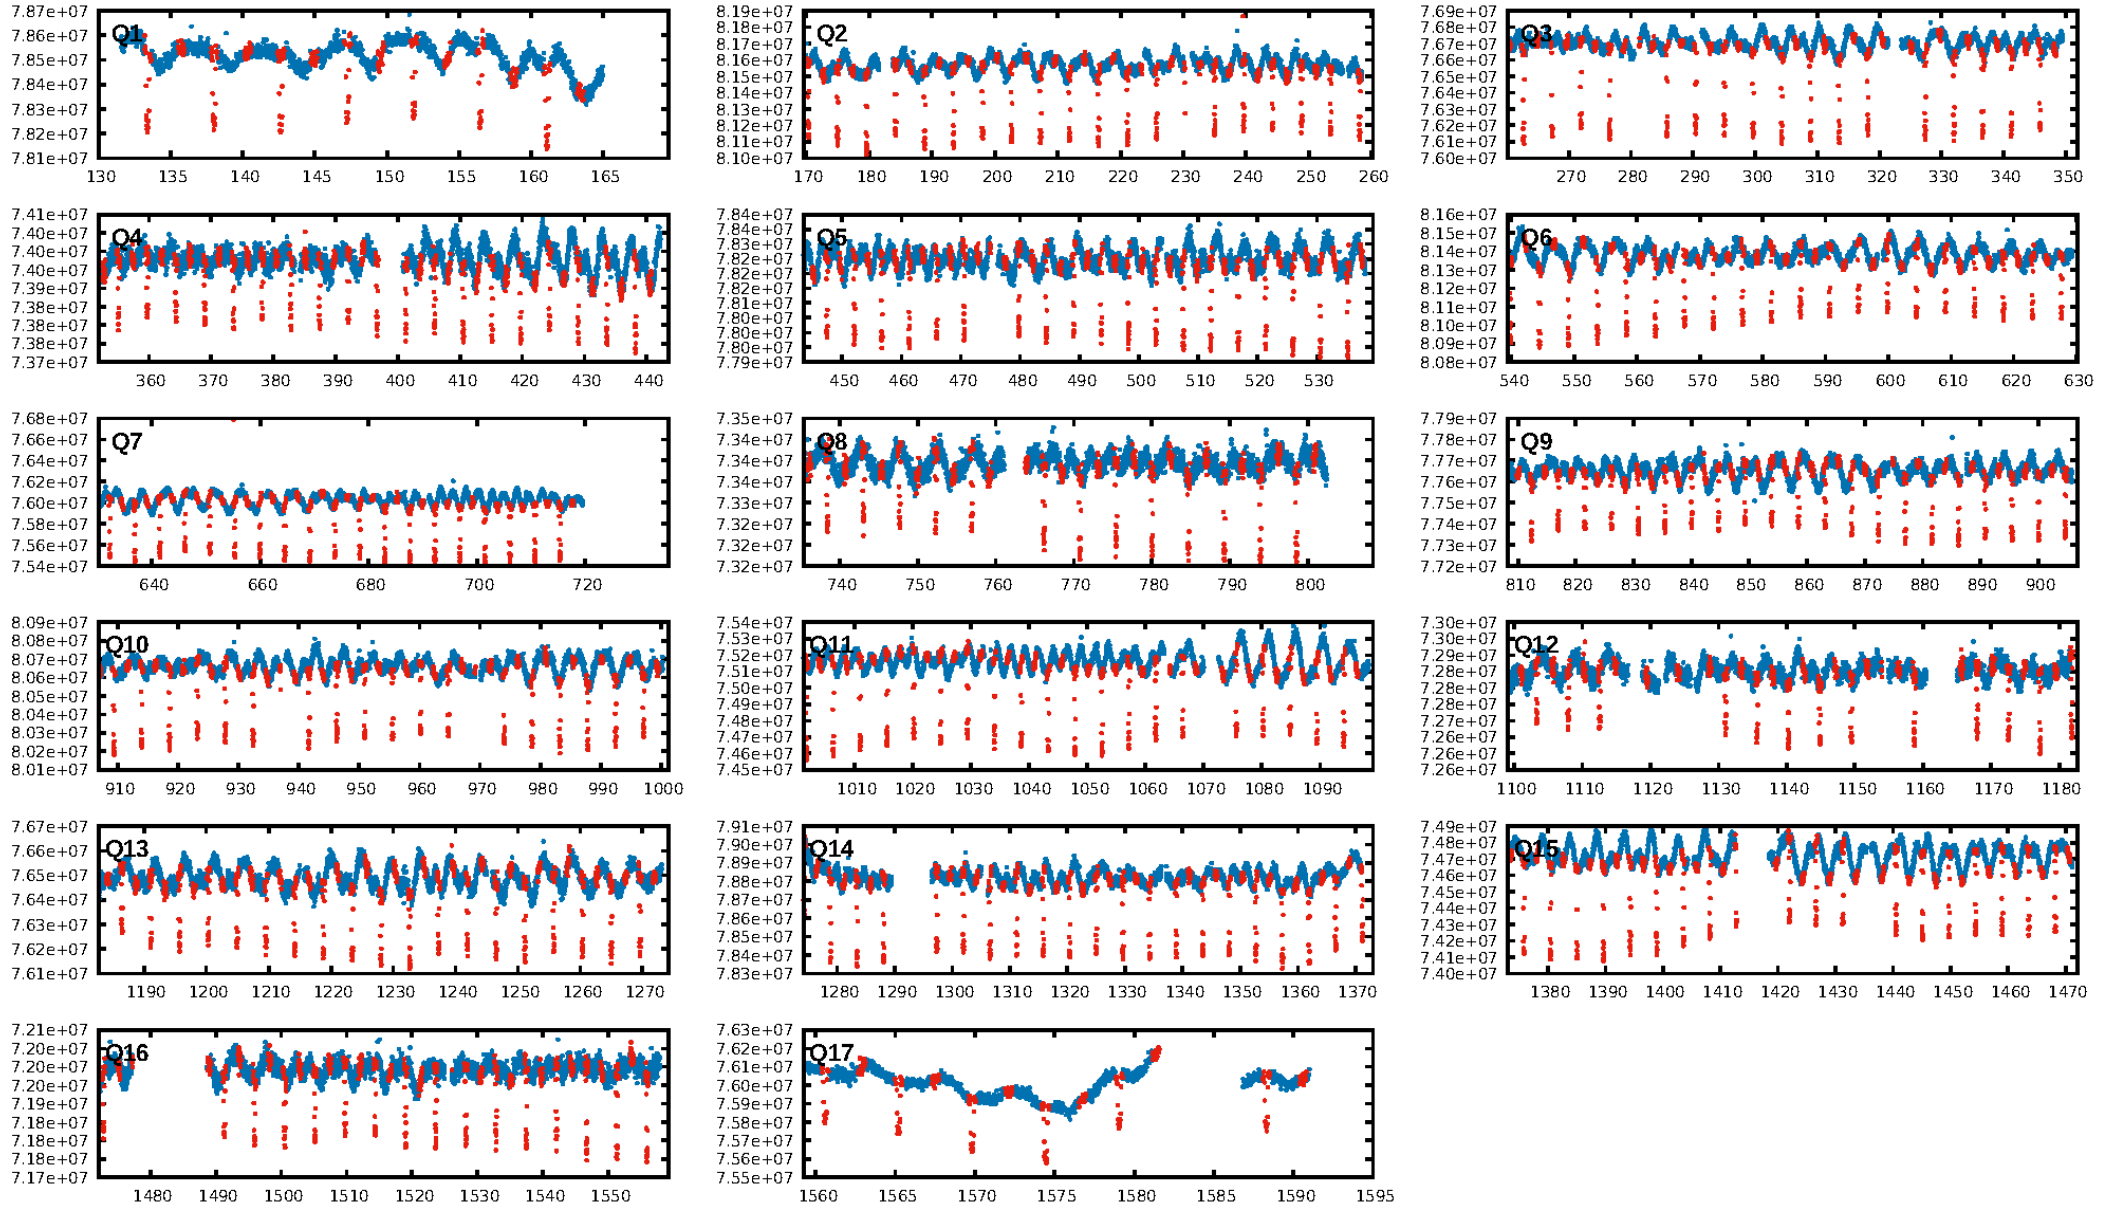 7.87e+07 7.86e+07 7.85e+07 7.84e+07 7.83e+07 7.82e+07 7.81e+07
Q1
130 135 140 145 150 155 160 165
8.19e+07 8.18e+07 8.17e+07 8.16e+07 8.15e+07 8.14e+07 8.13e+07 8.12e+07 8.11e+07 8.10e+07
Q2
170 180 190 200 210 220 230 240 250 260
7.69e+07 7.68e+07 7.67e+07 7.66e+07 7.65e+07 7.63e+07 7.62e+07 7.61e+07 7.60e+07
Q3
270 280 290 300 310 320 330 340 350
7.41e+07 7.40e+07 7.40e+07 7.40e+07 7.39e+07 7.38e+07 7.38e+07 7.38e+07 7.37e+07
Q4
360 370 380 390 400 410 420 430 440
7.84e+07 7.84e+07 7.83e+07 7.82e+07 7.82e+07 7.81e+07 7.80e+07 7.80e+07 7.80e+07 7.79e+07
Q5
450 460 470 480 490 500 510 520 530
8.16e+07 8.15e+07 8.14e+07 8.13e+07 8.12e+07 8.11e+07 8.10e+07 8.09e+07 8.08e+07
Q6
540 550 560 570 580 590 600 610 620 630
7.68e+07 7.66e+07 7.64e+07 7.62e+07 7.60e+07 7.58e+07 7.56e+07 7.54e+07
Q7
640 660 680 700 720
7.35e+07 7.34e+07 7.34e+07 7.34e+07 7.33e+07 7.32e+07 7.32e+07 7.32e+07
Q8
740 750 760 770 780 790 800
7.79e+07 7.78e+07 7.77e+07 7.76e+07 7.75e+07 7.74e+07 7.73e+07 7.72e+07
Q9
810 820 830 840 850 860 870 880 890 900
8.09e+07 8.08e+07 8.07e+07 8.06e+07 8.05e+07 8.04e+07 8.03e+07 8.02e+07 8.01e+07
Q10
910 920 930 940 950 960 970 980 990 1000
7.54e+07 7.53e+07 7.52e+07 7.51e+07 7.50e+07 7.49e+07 7.48e+07 7.47e+07 7.46e+07 7.45e+07
Q11
1010 1020 1030 1040 1050 1060 1070 1080 1090
7.30e+07 7.30e+07 7.29e+07 7.28e+07 7.28e+07 7.27e+07 7.26e+07 7.26e+07 7.26e+07
Q12
1100 1110 1120 1130 1140 1150 1160 1170 1180
7.67e+07 7.66e+07 7.65e+07 7.64e+07 7.63e+07 7.62e+07 7.61e+07
Q13
1190 1200 1210 1220 1230 1240 1250 1260 1270
7.91e+07 7.90e+07 7.89e+07 7.88e+07 7.87e+07 7.86e+07 7.85e+07 7.84e+07 7.83e+07
Q14
1280 1290 1300 1310 1320 1330 1340 1350 1360 1370
7.49e+07 7.48e+07 7.47e+07 7.46e+07 7.45e+07 7.44e+07 7.43e+07 7.42e+07 7.41e+07 7.40e+07
Q15
1380 1390 1400 1410 1420 1430 1440 1450 1460 1470
7.21e+07 7.20e+07 7.20e+07 7.20e+07 7.19e+07 7.18e+07 7.18e+07 7.18e+07 7.17e+07
Q16
1480 1490 1500 1510 1520 1530 1540 1550
7.63e+07 7.62e+07 7.61e+07 7.60e+07 7.59e+07 7.58e+07 7.57e+07 7.56e+07 7.55e+07
Q17
1560 1565 1570 1575 1580 1585 1590 1595